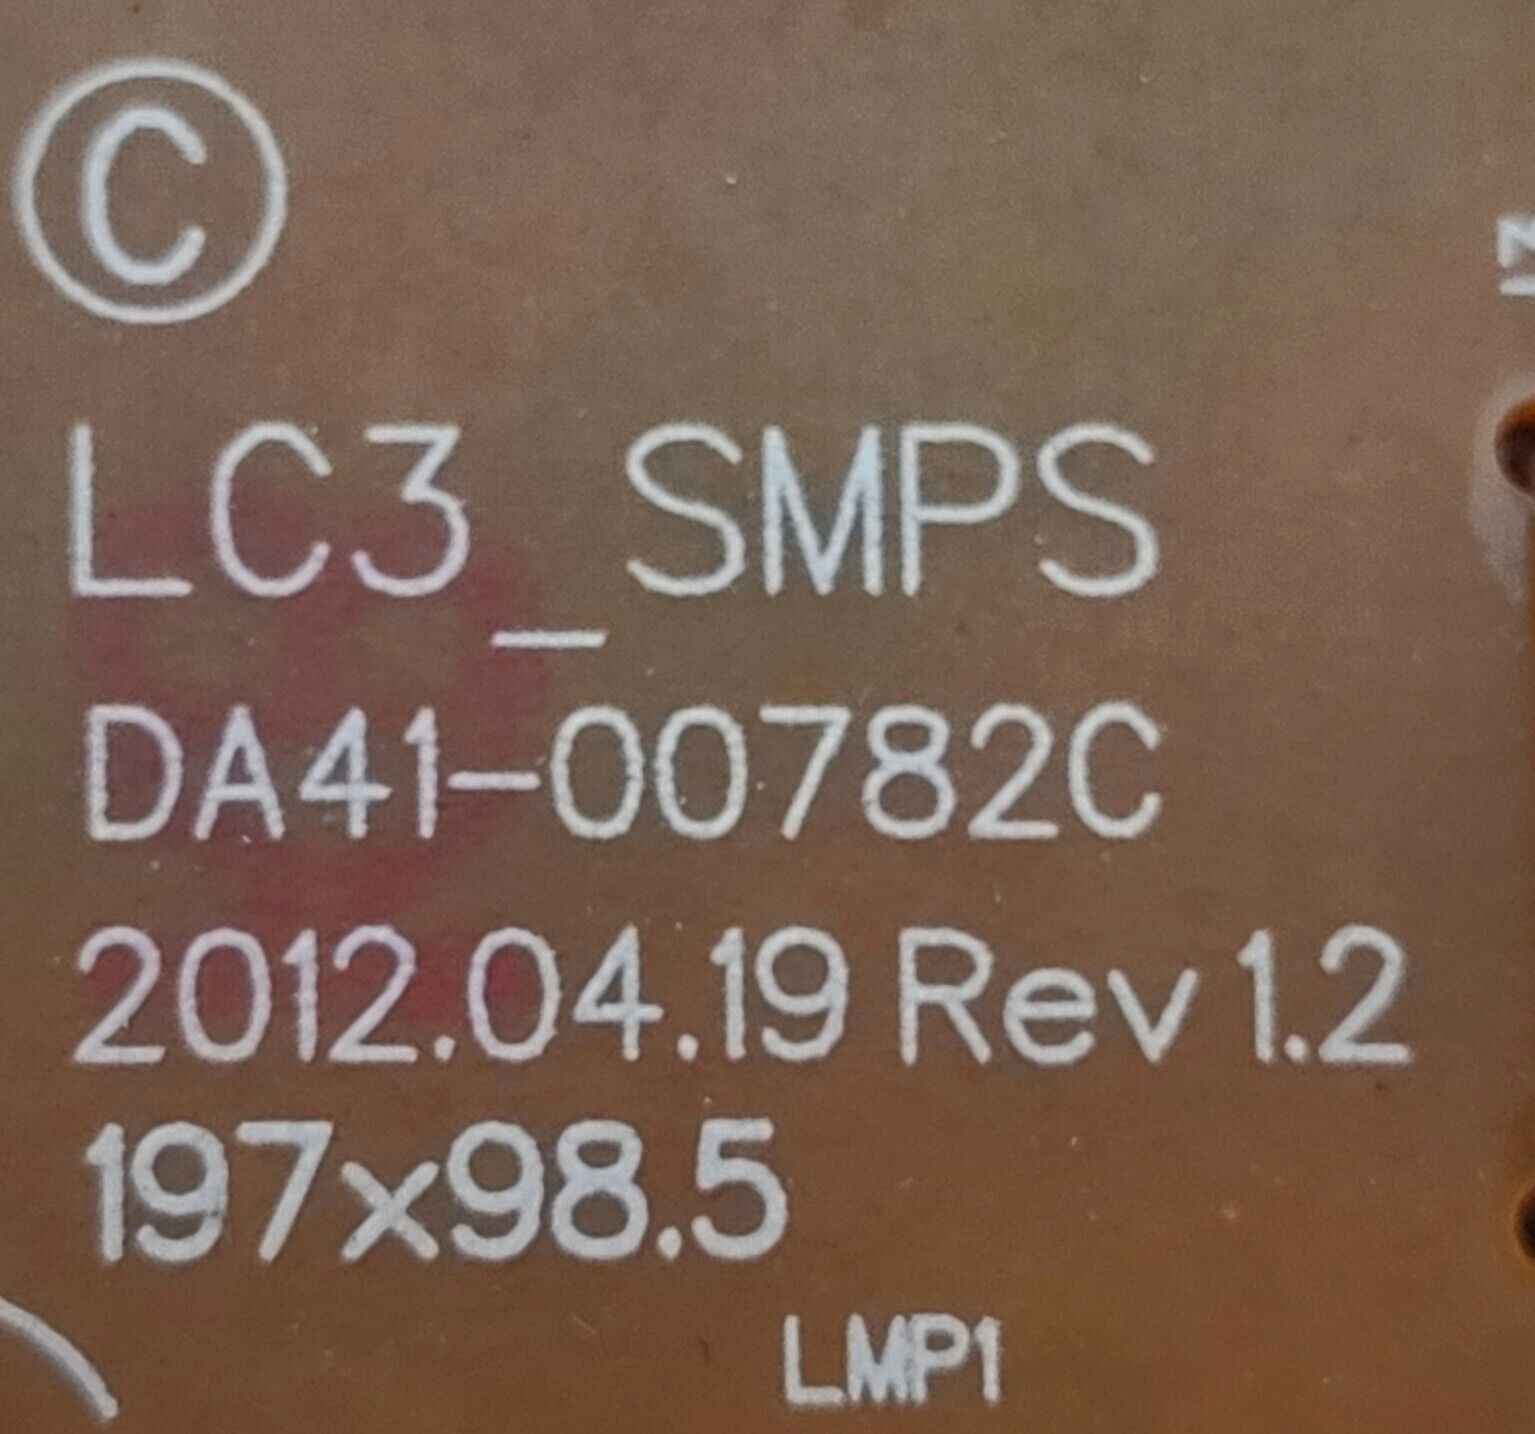 ©
LC3_SMPS
DA41-00782C
2012.04.19 Rev 1.2
197x98.5
LMP1